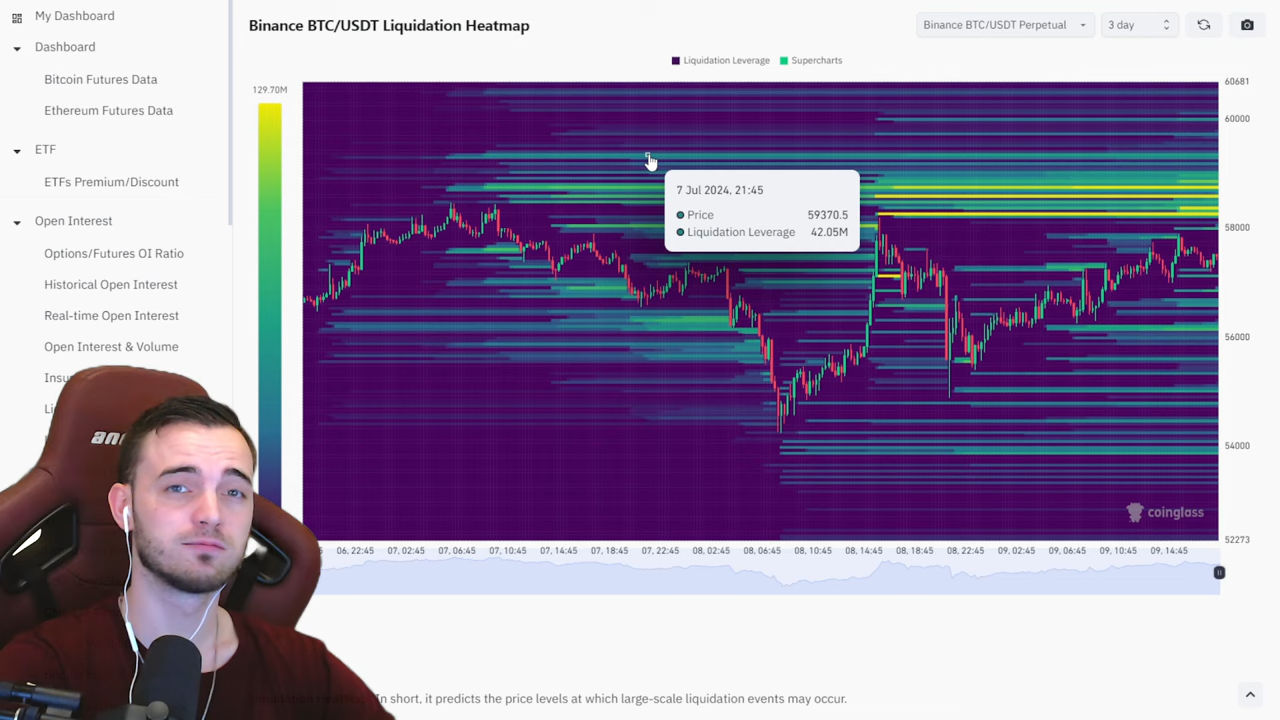 My Dashboard
Dashboard
Bitcoin Futures Data
Ethereum Futures Data
ETF
ETFs Premium/Discount
Open Interest
Options/Futures OI Ratio
Historical Open Interest
Real-time Open Interest
Open Interest & Volume
Binance BTC/USDT Liquidation Heatmap
Binance BTC/USDT Perpetual
3 day
Liquidation Leverage
Supercharts
129.70M
60681
60000
58000
56000
54000
52273
7 Jul 2024, 21:45
Price 59370.5
Liquidation Leverage 42.05M
coinglass
06, 22:45 07, 02:45 07, 06:45 07, 10:45 07, 14:45 07, 18:45 07, 22:45 08, 02:45 08, 06:45 08, 10:45 08, 14:45 08, 18:45 08, 22:45 09, 02:45 09, 06:45 09, 10:45 09, 14:45
In short, it predicts the price levels at which large-scale liquidation events may occur.